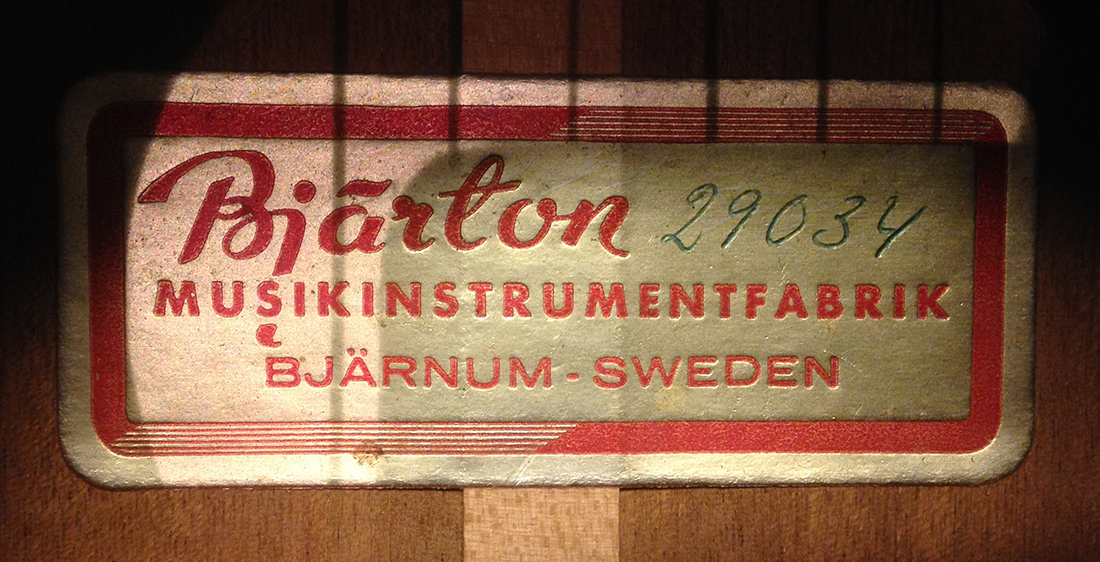 Bjärton 29034
MUSIKINSTRUMENTFABRIK
BJÄRNUM - SWEDEN